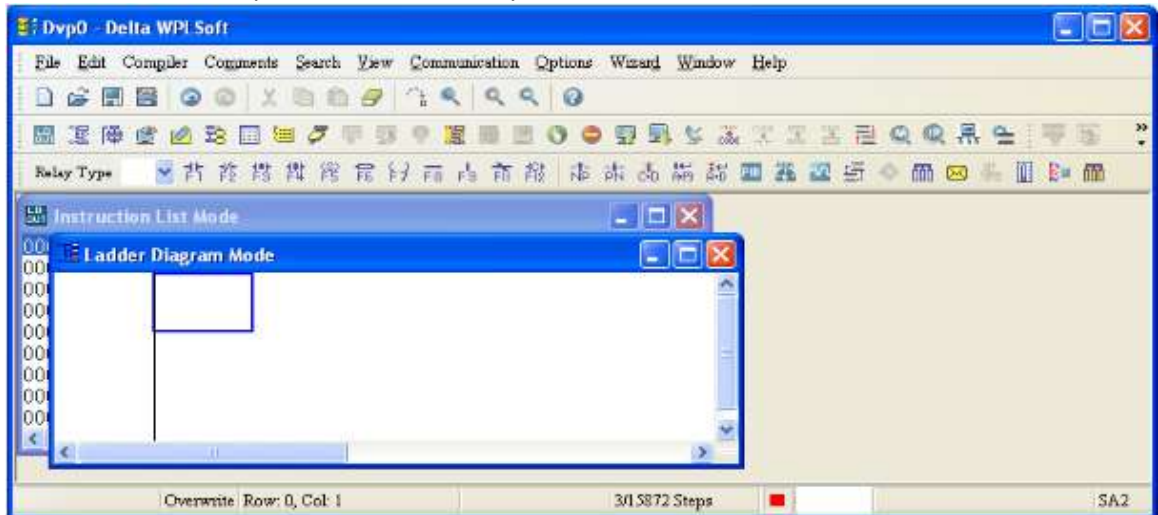 Dvp0 - Delta WPLSoft
File Edit Compiler Comments Search View Communication Options Wizard Window Help
Relay Type
Instruction List Mode
Ladder Diagram Mode
Overwrite Row: 0, Col: 1 3/15872 Steps SA2